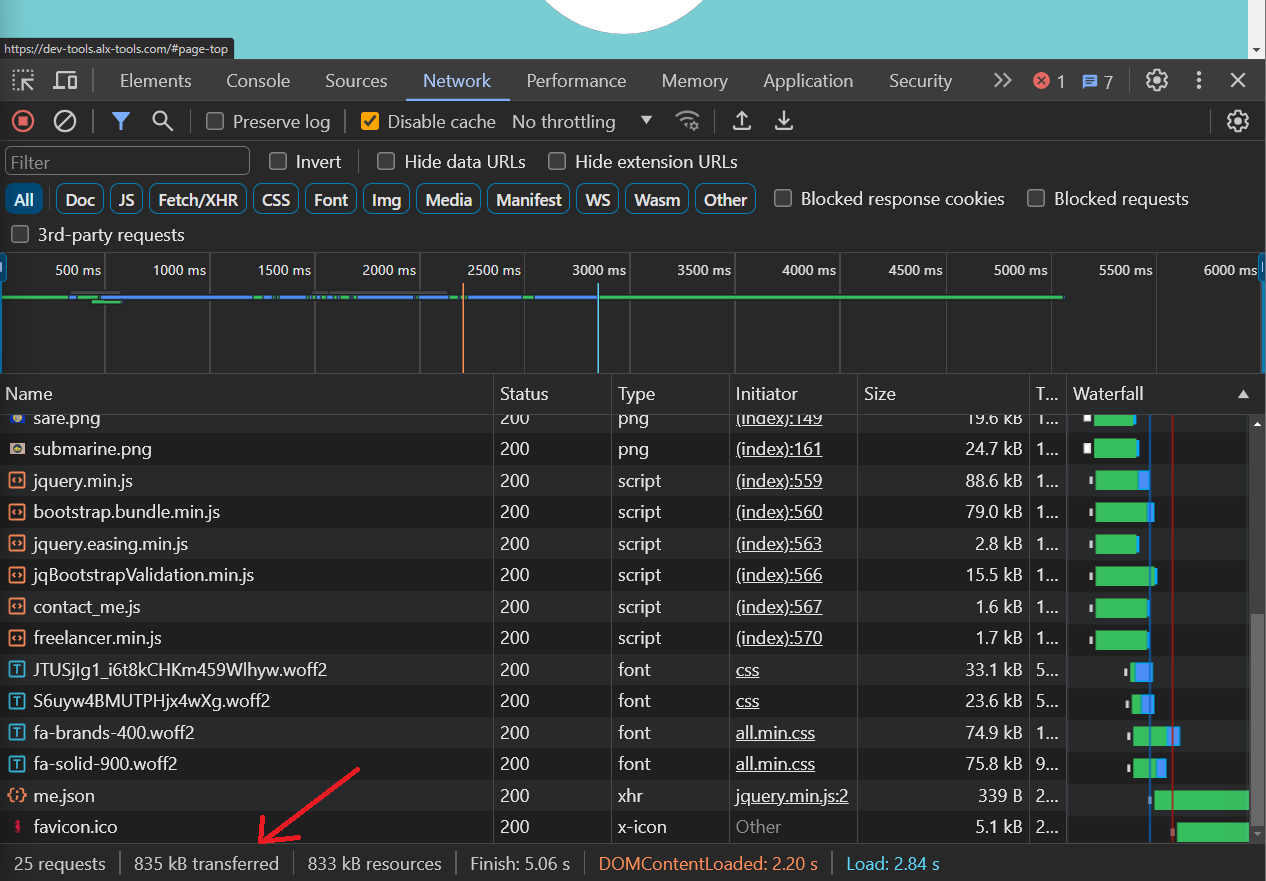 https://dev-tools.alx-tools.com/#page-top
Elements Console Sources Network Performance Memory Application Security 1 7
Preserve log Disable cache No throttling
Filter Invert Hide data URLs Hide extension URLs
All Doc JS Fetch/XHR CSS Font Img Media Manifest WS Wasm Other Blocked response cookies Blocked requests
3rd-party requests
500 ms 1000 ms 1500 ms 2000 ms 2500 ms 3000 ms 3500 ms 4000 ms 4500 ms 5000 ms 5500 ms 6000 ms
Name Status Type Initiator Size T... Waterfall
safe.png 200 png (index):149 19.6 kB 1...
submarine.png 200 png (index):161 24.7 kB 1...
jquery.min.js 200 script (index):559 88.6 kB 1...
bootstrap.bundle.min.js 200 script (index):560 79.0 kB 1...
jquery.easing.min.js 200 script (index):563 2.8 kB 1...
jqBootstrapValidation.min.js 200 script (index):566 15.5 kB 1...
contact_me.js 200 script (index):567 1.6 kB 1...
freelancer.min.js 200 script (index):570 1.7 kB 1...
JTUSjIg1_i6t8kCHKm459Wlhyw.woff2 200 font css 33.1 kB 5...
S6uyw4BMUTPHjx4wXg.woff2 200 font css 23.6 kB 5...
fa-brands-400.woff2 200 font all.min.css 74.9 kB 1...
fa-solid-900.woff2 200 font all.min.css 75.8 kB 9...
me.json 200 xhr jquery.min.js:2 339 B 2...
favicon.ico 200 x-icon Other 5.1 kB 2...
25 requests 835 kB transferred 833 kB resources Finish: 5.06 s DOMContentLoaded: 2.20 s Load: 2.84 s